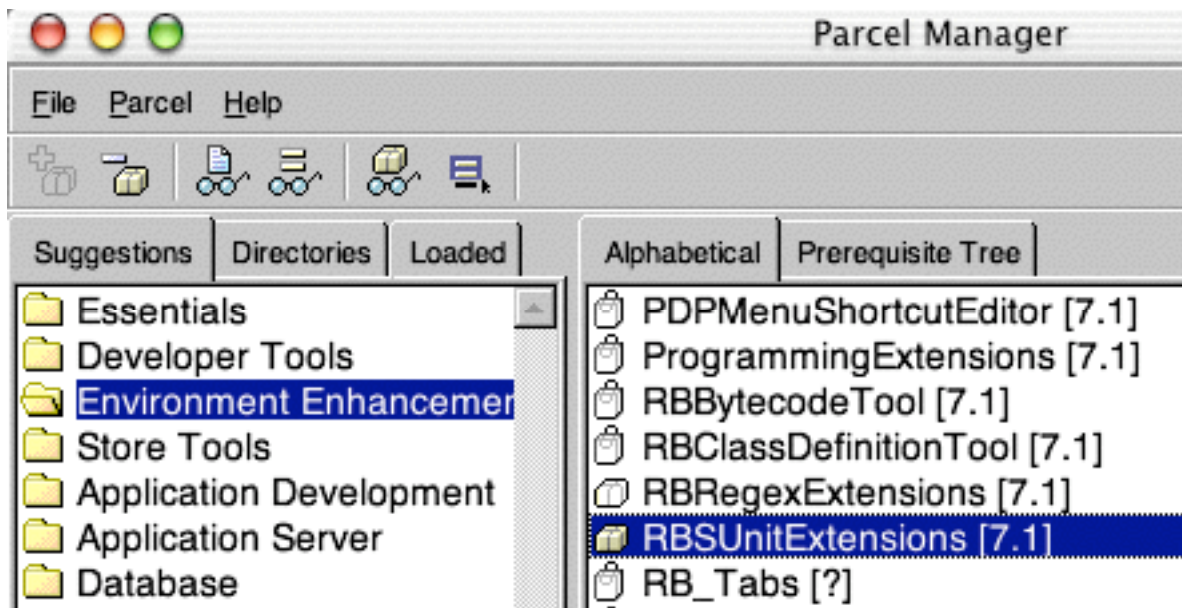 Parcel Manager
File Parcel Help
Suggestions Directories Loaded
Alphabetical Prerequisite Tree
Essentials
Developer Tools
Environment Enhancemen
Store Tools
Application Development
Application Server
Database
PDPMenuShortcutEditor [7.1]
ProgrammingExtensions [7.1]
RBBytecodeTool [7.1]
RBClassDefinitionTool [7.1]
RBRegexExtensions [7.1]
RBSUnitExtensions [7.1]
RB_Tabs [?]